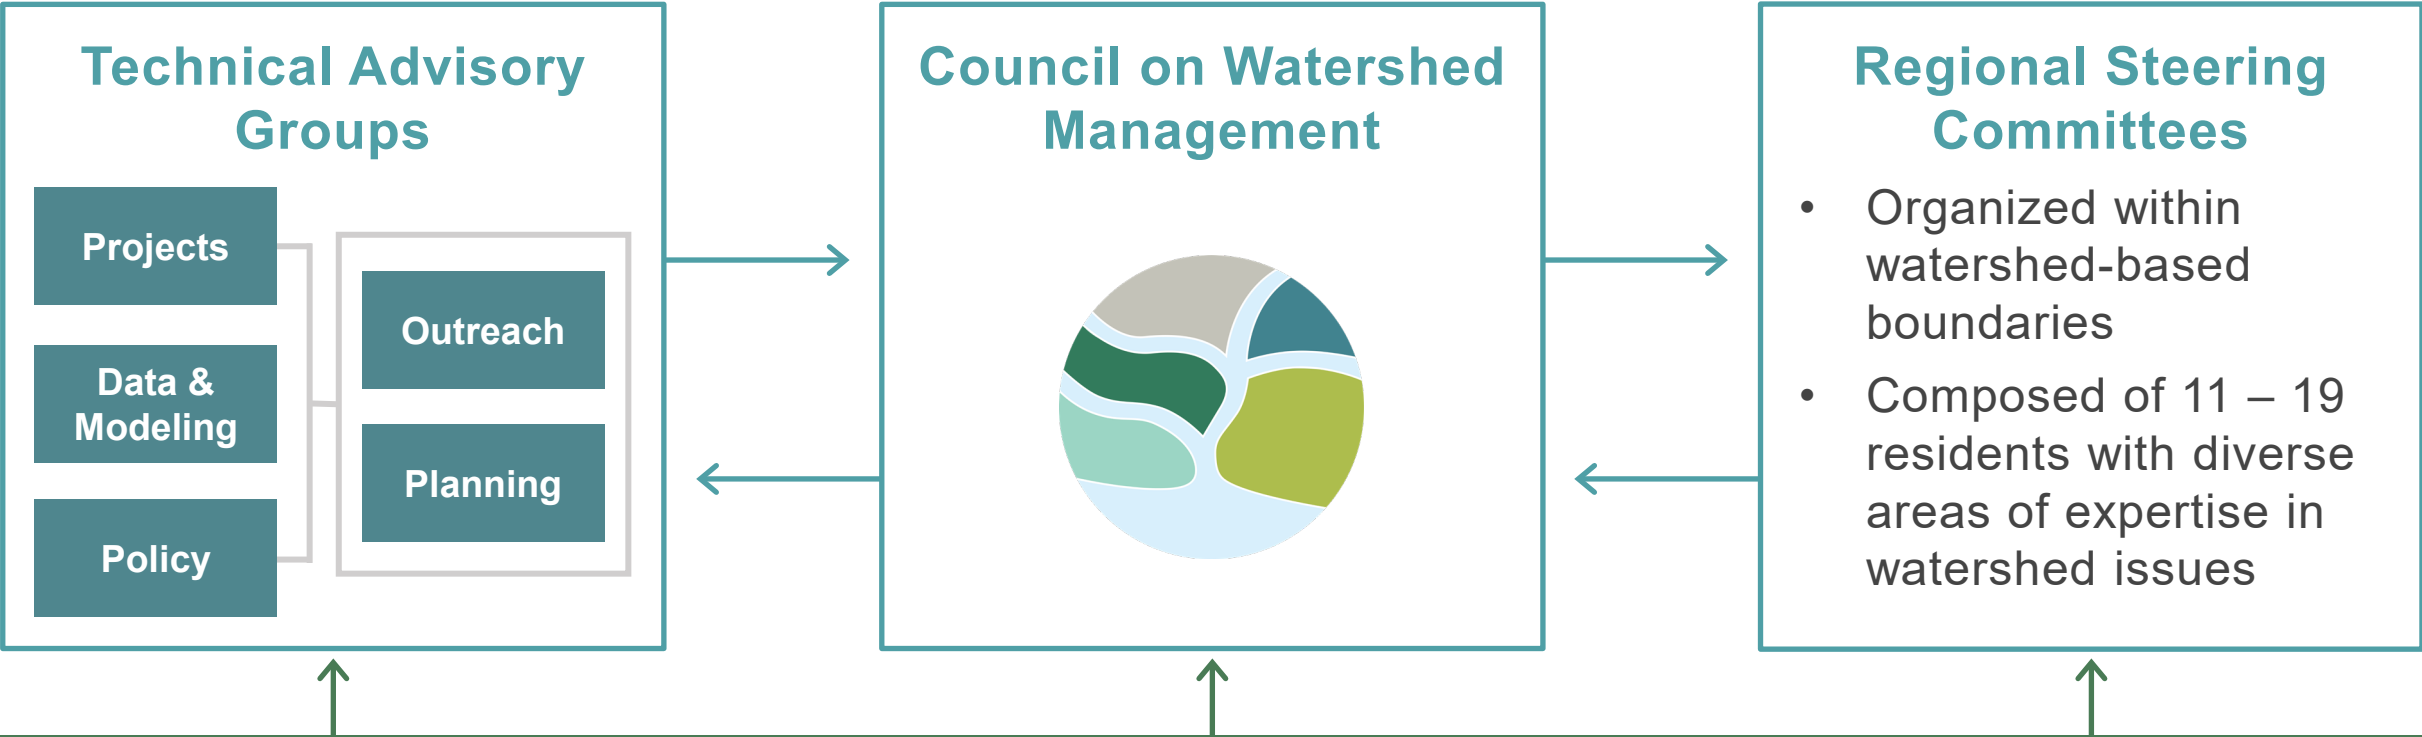 Technical Advisory
Groups
Projects
Data &
Modeling
Policy
Outreach
Planning
Council on Watershed
Management
Regional Steering
Committees
• Organized within
watershed-based
boundaries
• Composed of 11 – 19
residents with diverse
areas of expertise in
watershed issues